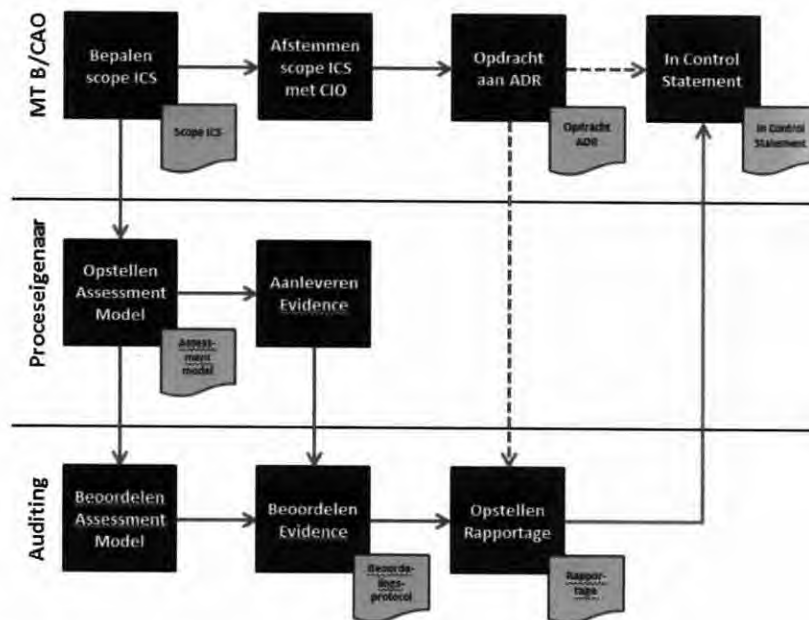 MT B/CAO
Bepalen
scope ICS
Scope ICS
Afstemmen
scope ICS
met CIO
Opdracht
aan ADR
Opdracht
ADR
In Control
Statement
In Control
Statement
Proceseigenaar
Opstellen
Assessment
Model
Assess-
ment
model
Aanleveren
Evidence
Auditing
Beoordelen
Assessment
Model
Beoordelen
Evidence
Beoorde-
lings-
protocol
Opstellen
Rapportage
Rappor-
tage